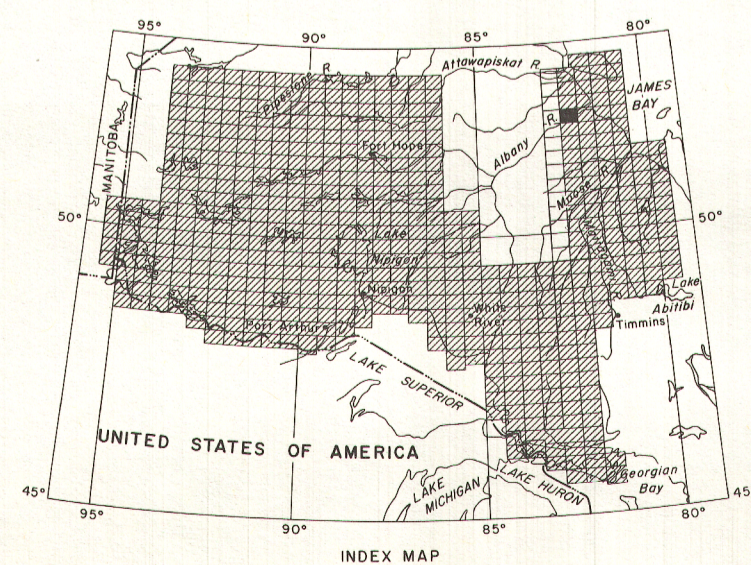 95°
90°
85°
80°
Attawapiskat R
JAMES
BAY
Pipestone
R
R.
MANITOBA
Fort Hope
Albany
Moose
R
50°
50°
Lake
Nipigon
Nipigon
Lake
Abitibi
White
River
Timmins
Port Arthur
LAKE SUPERIOR
UNITED STATES OF AMERICA
LAKE
MICHIGAN
LAKE HURON
Georgian
Bay
45°
45
95°
90°
85°
80°
INDEX MAP